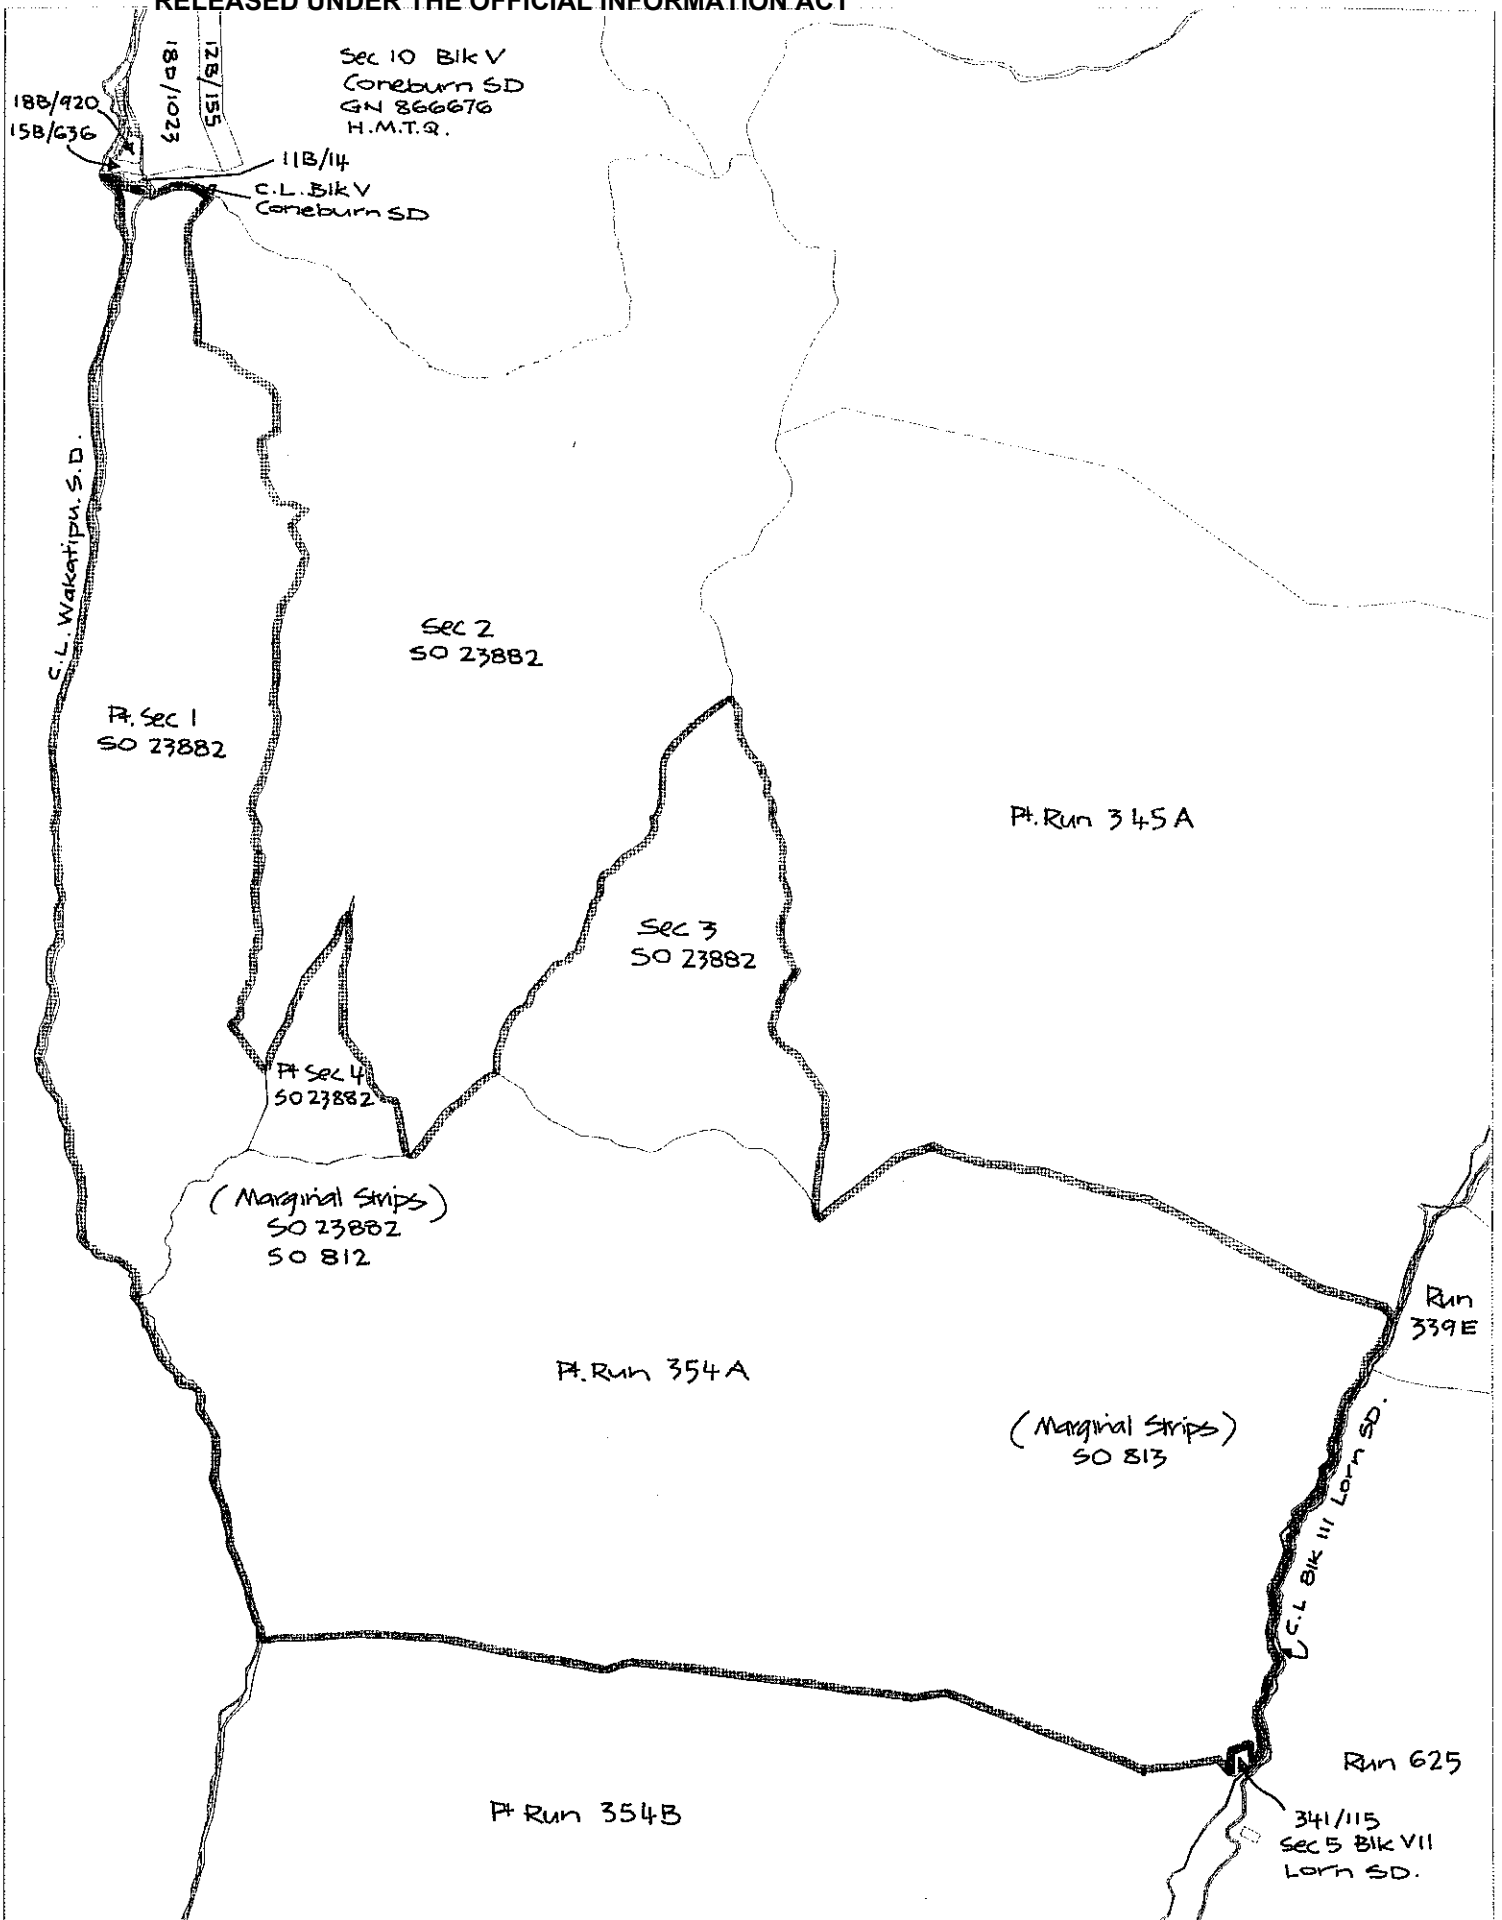 RELEASED UNDER THE OFFICIAL INFORMATION ACT
18B/920
15B/636
18D/1023
12B/155
Sec 10 Blk V
Coneburn SD
GN 866676
H.M.T.Q.
11B/14
C.L. Blk V
Coneburn SD
C.L. Wakatipu. S.D.
Sec 2
SO 23882
Pt. Sec 1
SO 23882
Pt. Run 345A
Sec 3
SO 23882
Pt Sec 4
SO 23882
(Marginal Strips)
SO 23882
SO 812
Run
339E
Pt. Run 354A
(Marginal Strips)
SO 813
C.L Blk III Lorn SD.
Run 625
Pt Run 354B
341/115
Sec 5 Blk VII
Lorn SD.